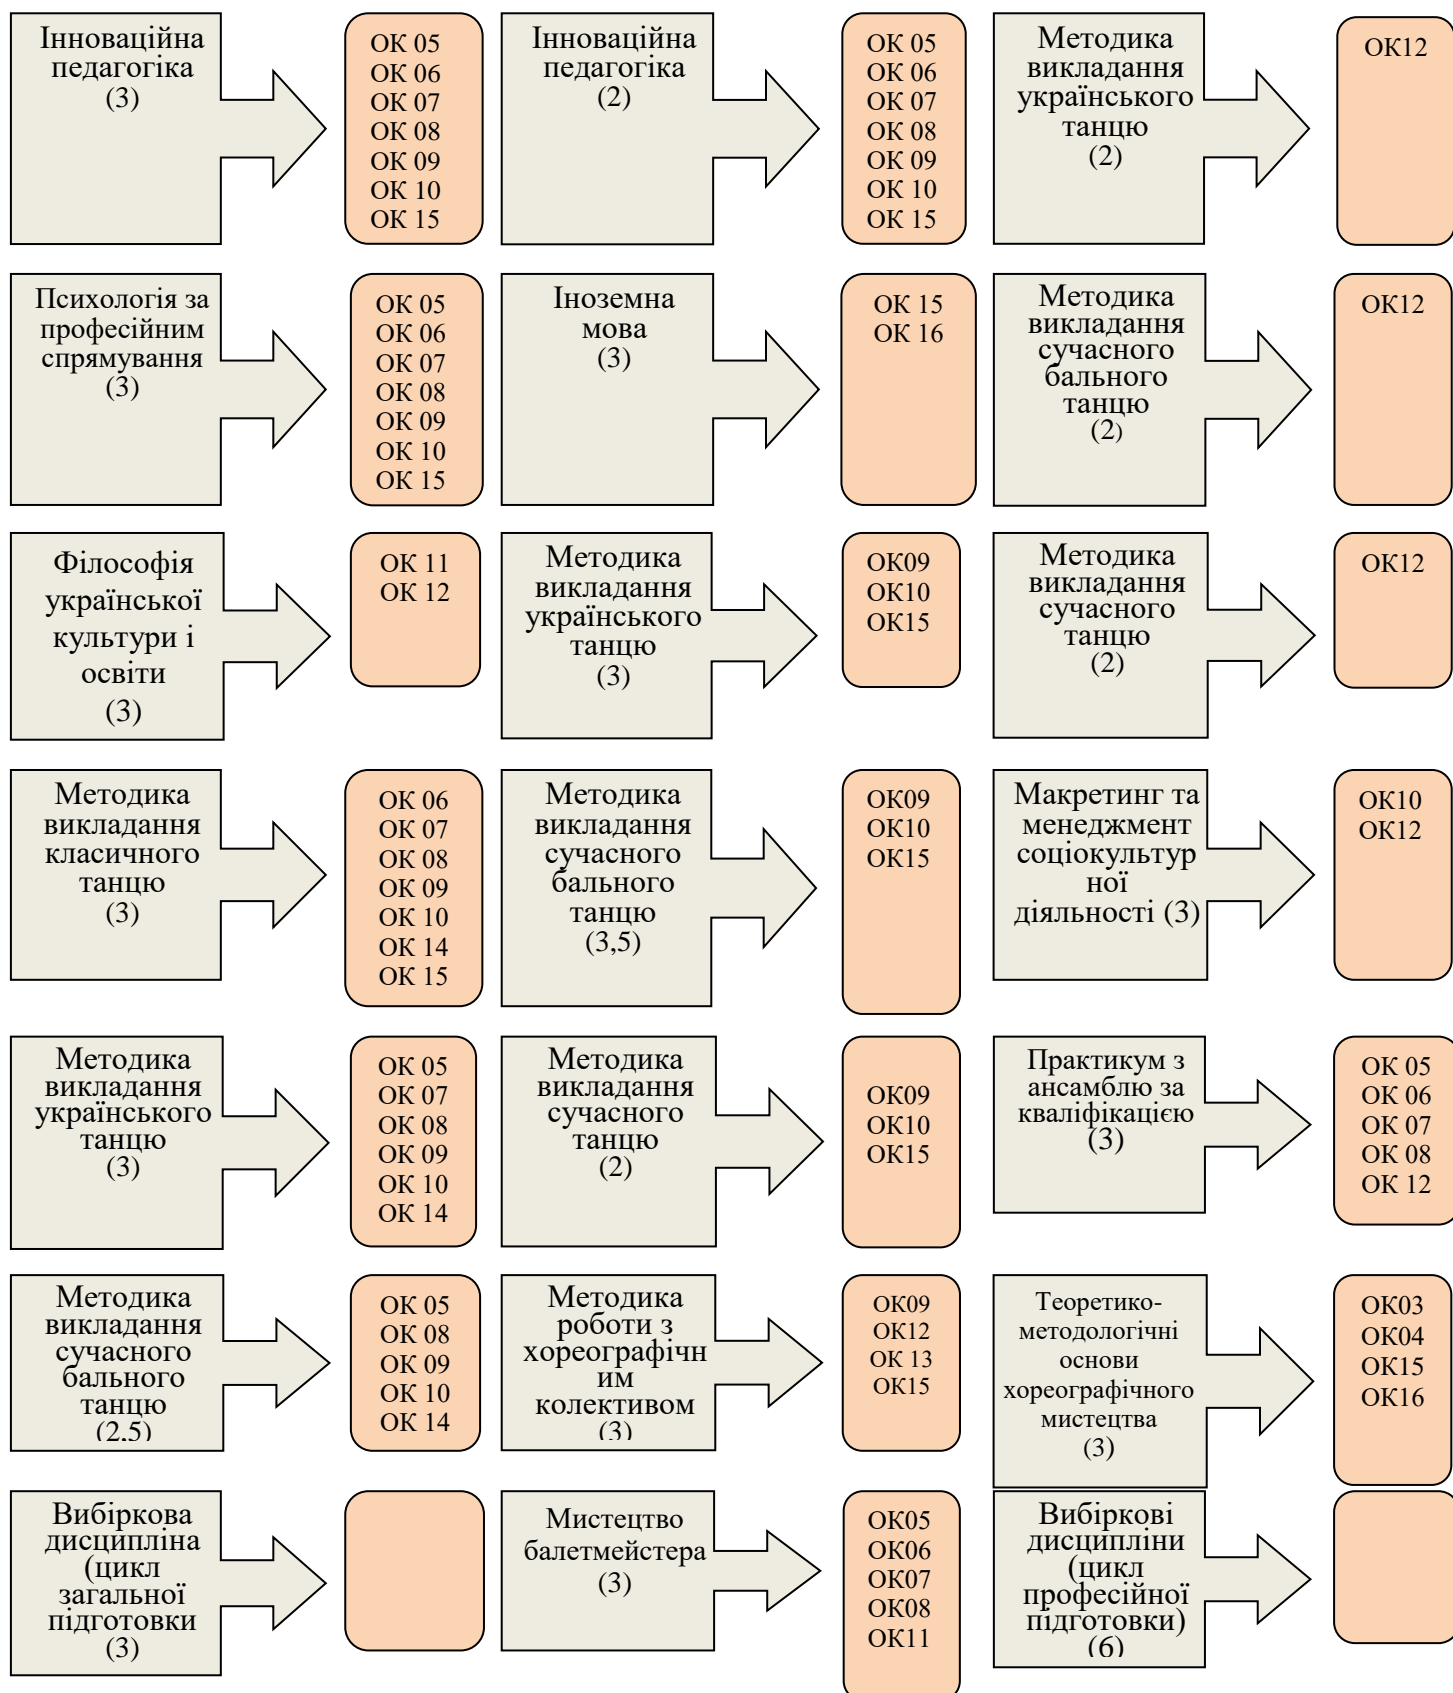 Інноваційна
педагогіка
(3)
ОК 05
ОК 06
ОК 07
ОК 08
ОК 09
ОК 10
ОК 15
Інноваційна
педагогіка
(2)
ОК 05
ОК 06
ОК 07
ОК 08
ОК 09
ОК 10
ОК 15
Методика
викладання
українського
танцю
(2)
ОК12
Психологія за
професійним
спрямування
(3)
ОК 05
ОК 06
ОК 07
ОК 08
ОК 09
ОК 10
ОК 15
Іноземна
мова
(3)
ОК 15
ОК 16
Методика
викладання
сучасного
бального
танцю
(2)
ОК12
Філософія
української
культури і
освіти
(3)
ОК 11
ОК 12
Методика
викладання
українського
танцю
(3)
ОК09
ОК10
ОК15
Методика
викладання
сучасного
танцю
(2)
ОК12
Методика
викладання
класичного
танцю
(3)
ОК 06
ОК 07
ОК 08
ОК 09
ОК 10
ОК 14
ОК 15
Методика
викладання
сучасного
бального
танцю
(3,5)
ОК09
ОК10
ОК15
Макретинг та
менеджмент
соціокультур
ної
діяльності (3)
ОК10
ОК12
Методика
викладання
українського
танцю
(3)
ОК 05
ОК 07
ОК 08
ОК 09
ОК 10
ОК 14
Методика
викладання
сучасного
танцю
(2)
ОК09
ОК10
ОК15
Практикум з
ансамблю за
кваліфікацією
(3)
ОК 05
ОК 06
ОК 07
ОК 08
ОК 12
Методика
викладання
сучасного
бального
танцю
(2,5)
ОК 05
ОК 08
ОК 09
ОК 10
ОК 14
Методика
роботи з
хореографічн
им
колективом
(3)
ОК09
ОК12
ОК 13
ОК15
Теоретико-
методологічні
основи
хореографічного
мистецтва
(3)
ОК03
ОК04
ОК15
ОК16
Вибіркова
дисципліна
(цикл
загальної
підготовки
(3)
Мистецтво
балетмейстера
(3)
ОК05
ОК06
ОК07
ОК08
ОК11
Вибіркові
дисципліни
(цикл
професійної
підготовки)
(6)